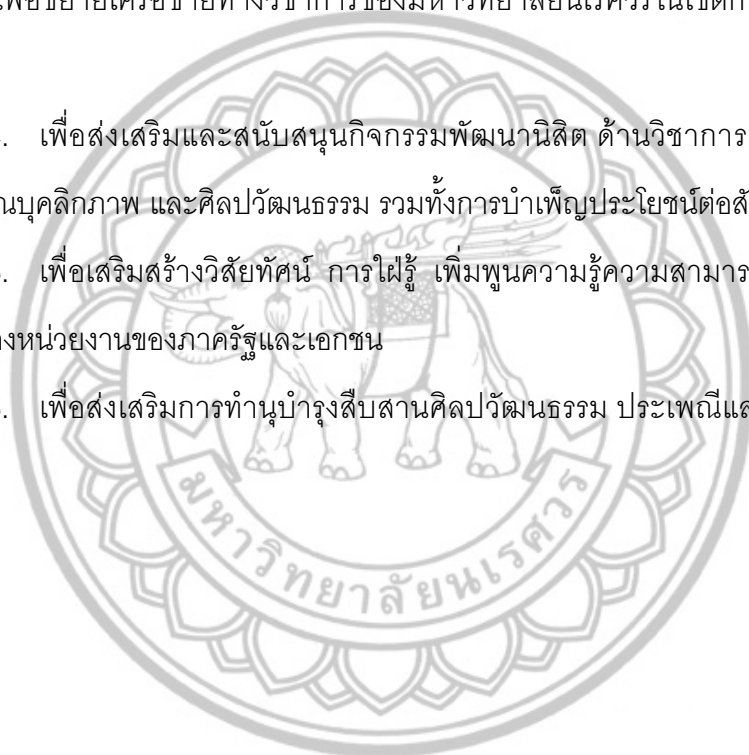 เพื่อขยายเครือข่ายทางวิชาการของมหาวิทยาลัยนเรศวรในเขตภ
. เพื่อส่งเสริมและสนับสนุนกิจกรรมพัฒนานิสิต ด้านวิชาการ
ณบุคลิกภาพ และศิลปวัฒนธรรม รวมทั้งการบำเพ็ญประโยชน์ต่อสั
. เพื่อเสริมสร้างวิสัยทัศน์ การใฝ่รู้ เพิ่มพูนความรู้ความสามาร
งหน่วยงานของภาครัฐและเอกชน
. เพื่อส่งเสริมการทำนุบำรุงสืบสานศิลปวัฒนธรรม ประเพณีแล
มหาวิทยาลัยนเรศวร